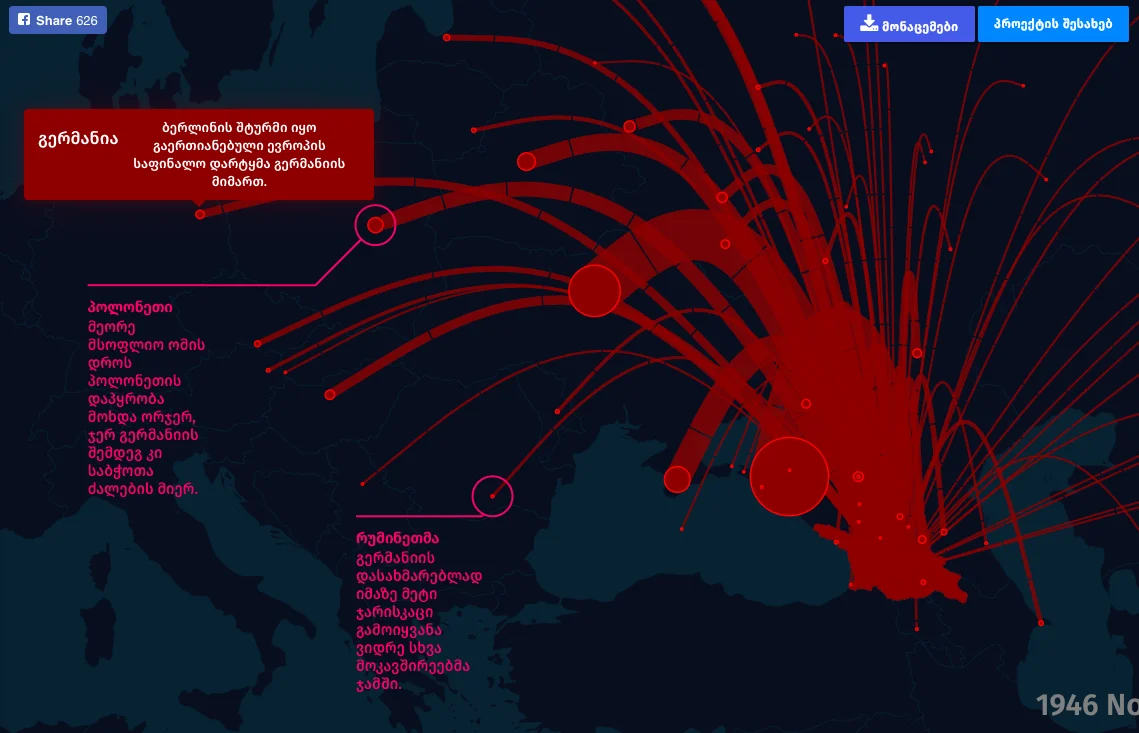 Share 626
მონაცემები
პროექტის შესახებ
გერმანია
ბერლინის შტურმი იყო
გაერთიანებული ევროპის
საფინალო დარტყმა გერმანიის
მიმართ.
პოლონეთი
მეორე
მსოფლიო ომის
დროს
პოლონეთის
დაპყრობა
მოხდა ორჯერ,
ჯერ გერმანიის
შემდეგ კი
საბჭოთა
ძალების მიერ.
რუმინეთმა
გერმანიის
დასახმარებლად
იმაზე მეტი
ჯარისკაცი
გამოიყვანა
ვიდრე სხვა
მოკავშირეებმა
ჯამში.
1946 No